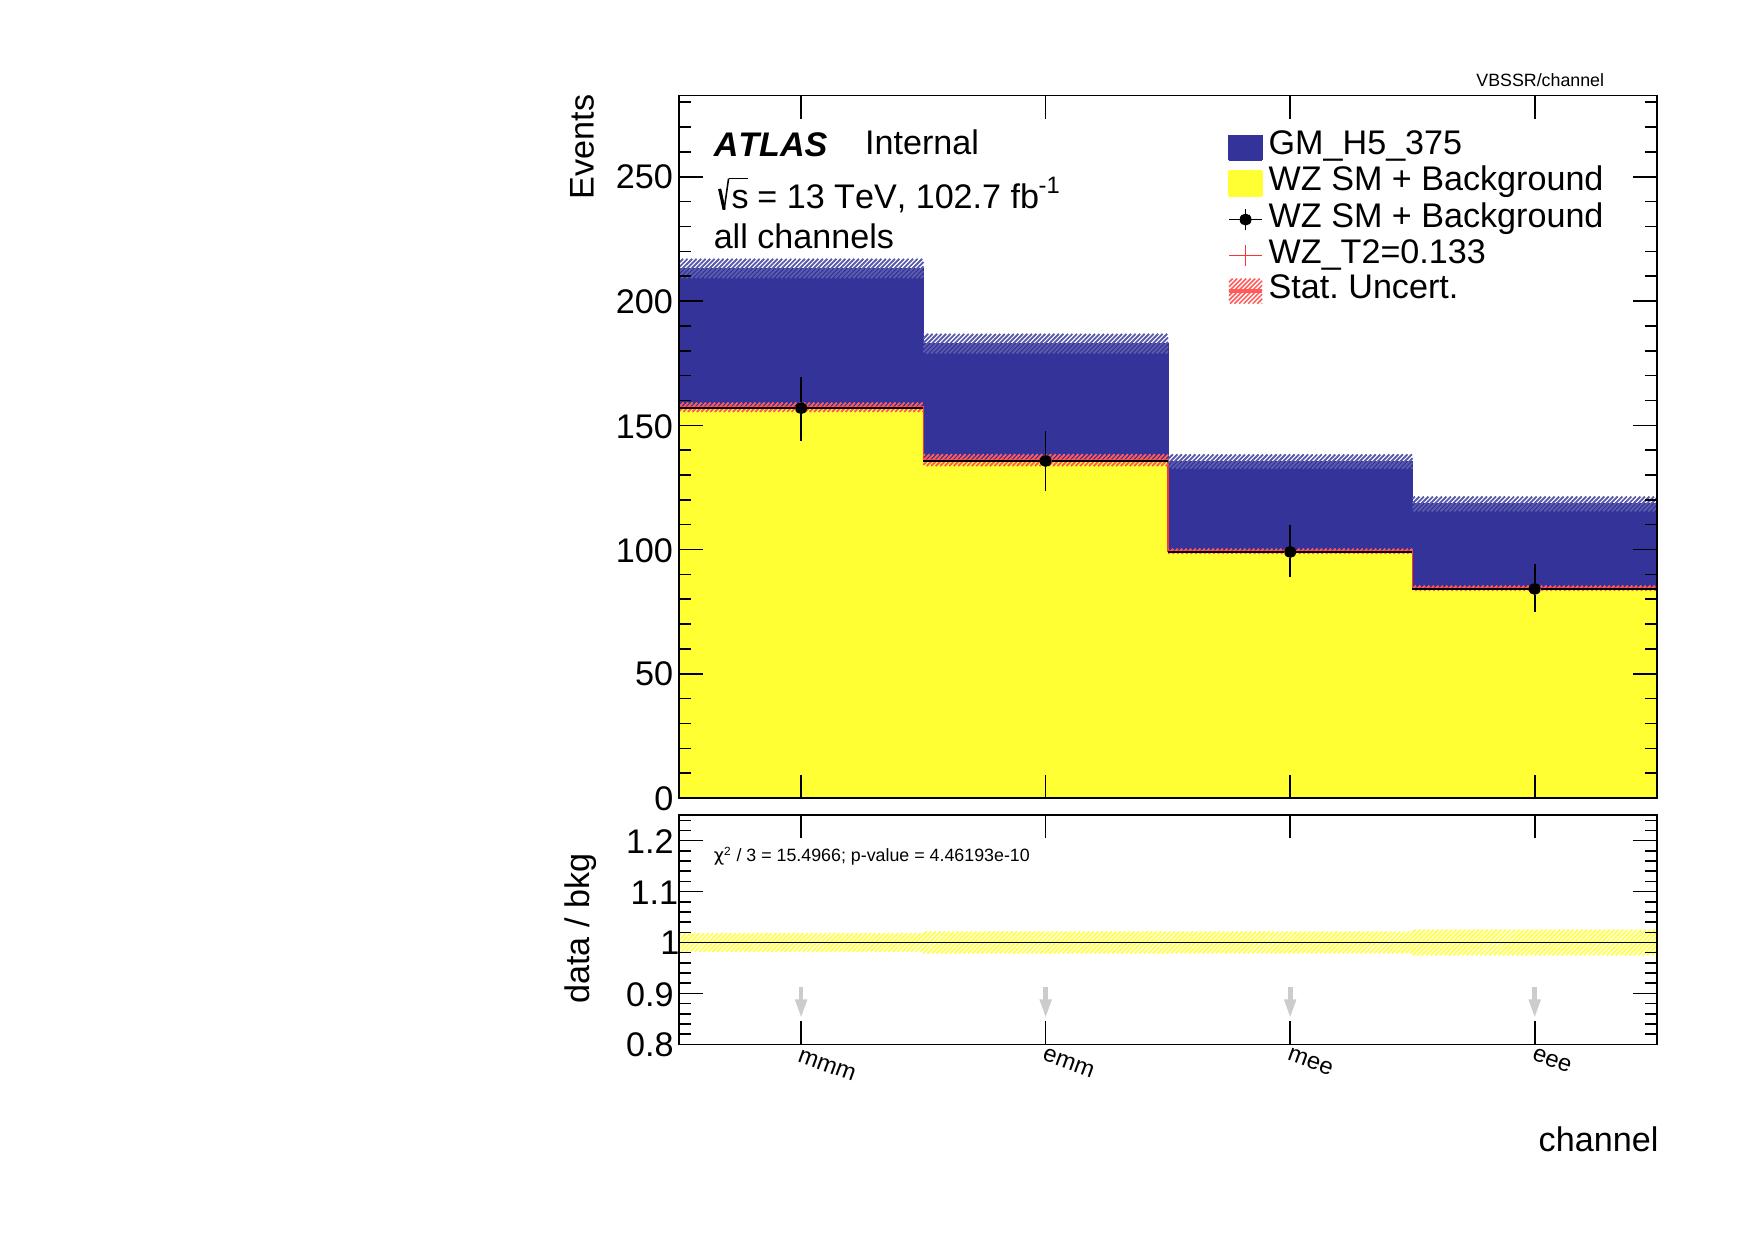 VBSSR/channel
Events
ATLAS Internal
√s = 13 TeV, 102.7 fb-1
all channels
GM_H5_375
WZ SM + Background
WZ SM + Background
WZ_T2=0.133
Stat. Uncert.
250
200
150
100
50
0
data / bkg
χ2 / 3 = 15.4966; p-value = 4.46193e-10
1.2
1.1
1
0.9
0.8
mmm emm mee eee
channel